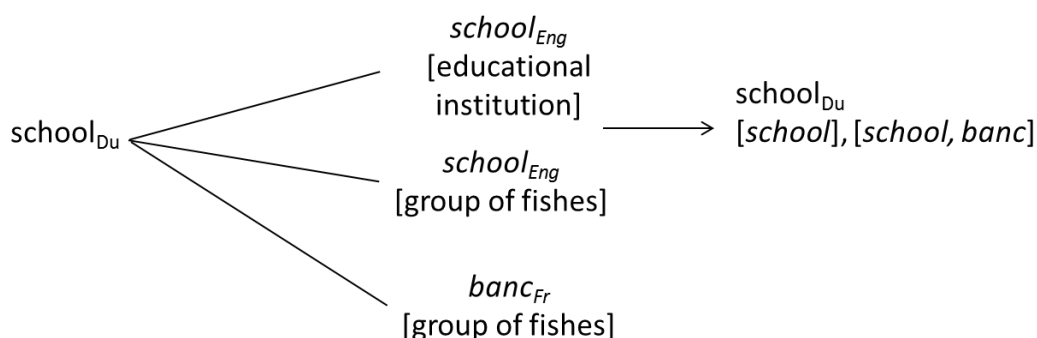 school_Du
school_Eng
[educational
institution]
school_Eng
[group of fishes]
banc_Fr
[group of fishes]
school_Du
[school], [school, banc]